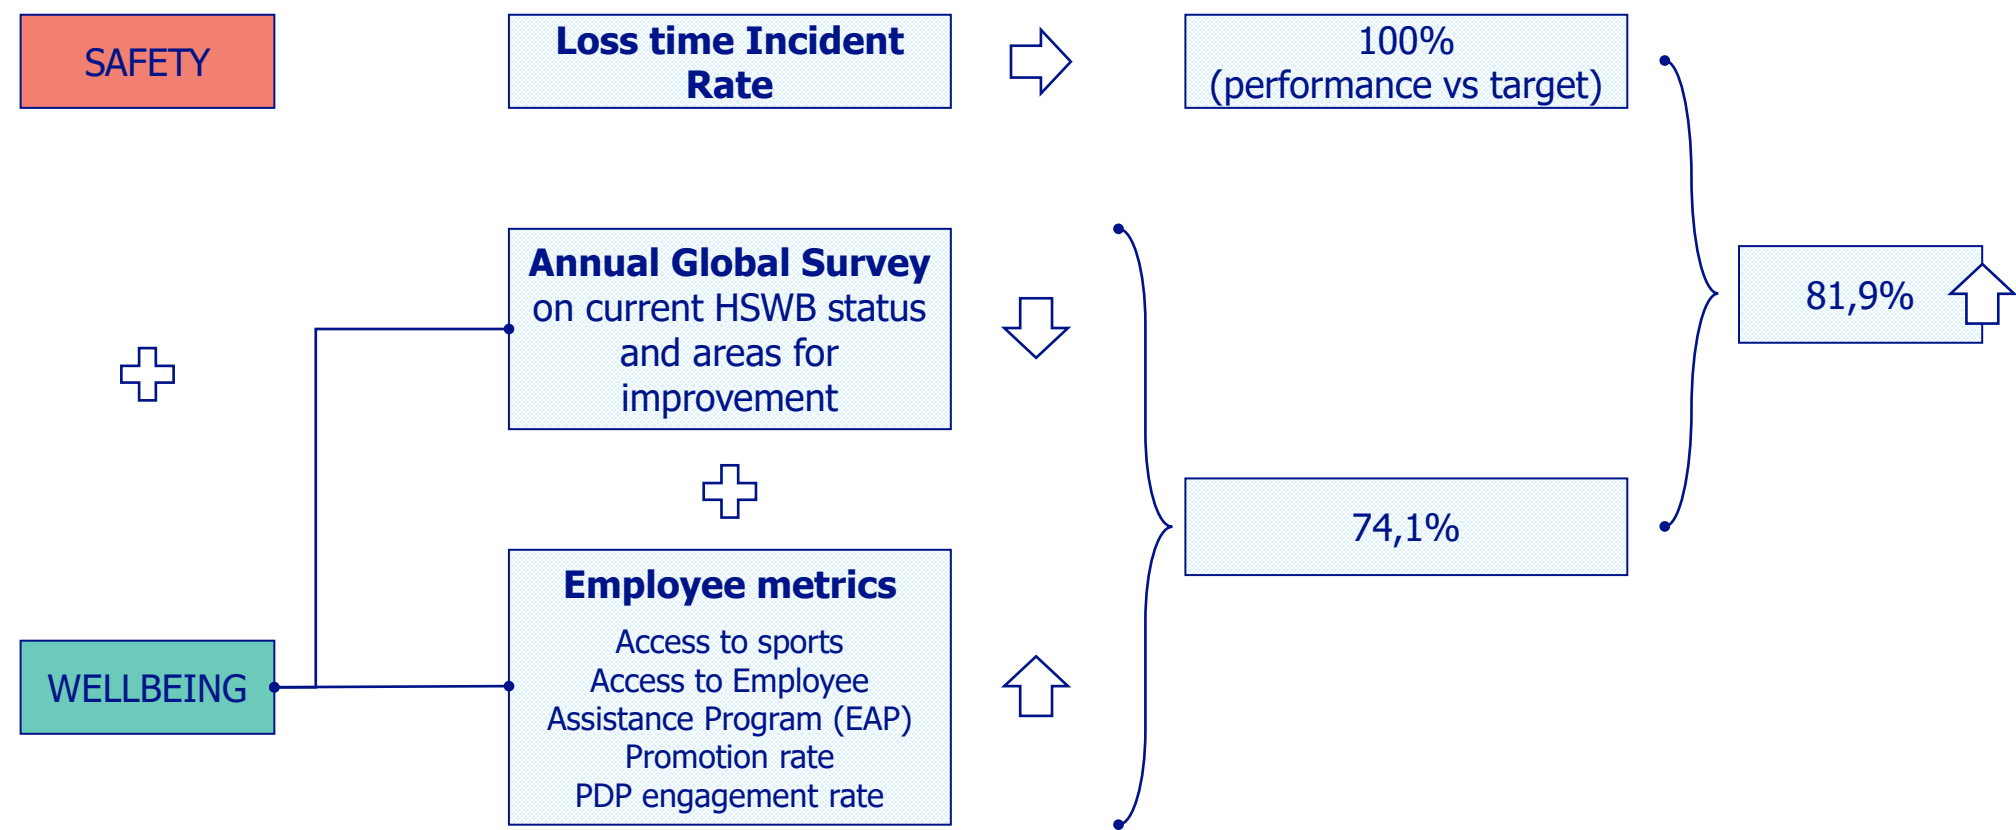 SAFETY
Loss time Incident
Rate
100%
(performance vs target)
Annual Global Survey
on current HSWB status
and areas for
improvement
81,9%
74,1%
WELLBEING
Employee metrics
Access to sports
Access to Employee
Assistance Program (EAP)
Promotion rate
PDP engagement rate